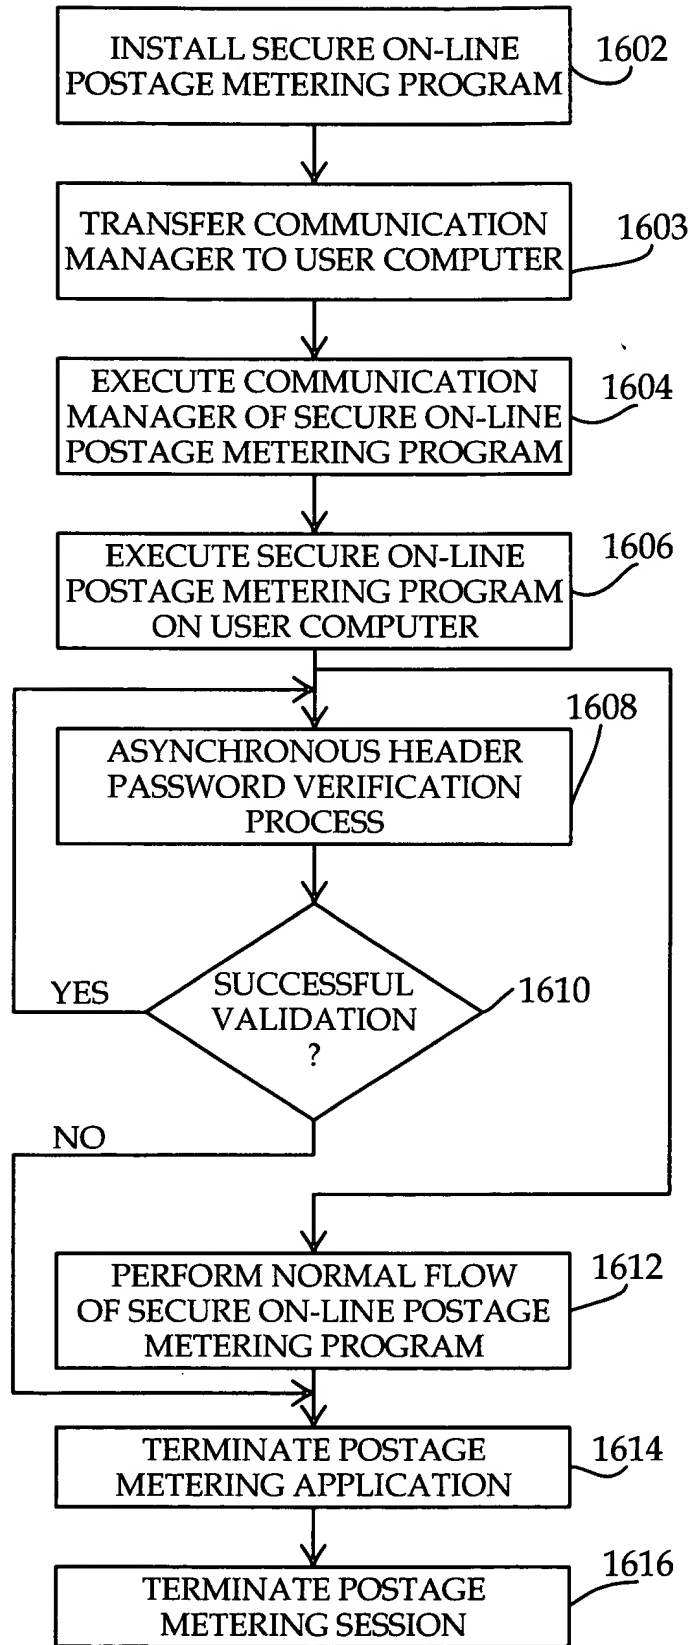 INSTALL SECURE ON-LINE
POSTAGE METERING PROGRAM
1602
TRANSFER COMMUNICATION
MANAGER TO USER COMPUTER
1603
EXECUTE COMMUNICATION
MANAGER OF SECURE ON-LINE
POSTAGE METERING PROGRAM
1604
EXECUTE SECURE ON-LINE
POSTAGE METERING PROGRAM
ON USER COMPUTER
1606
ASYNCHRONOUS HEADER
PASSWORD VERIFICATION
PROCESS
1608
SUCCESSFUL
VALIDATION
?
1610
YES
NO
PERFORM NORMAL FLOW
OF SECURE ON-LINE POSTAGE
METERING PROGRAM
1612
TERMINATE POSTAGE
METERING APPLICATION
1614
TERMINATE POSTAGE
METERING SESSION
1616